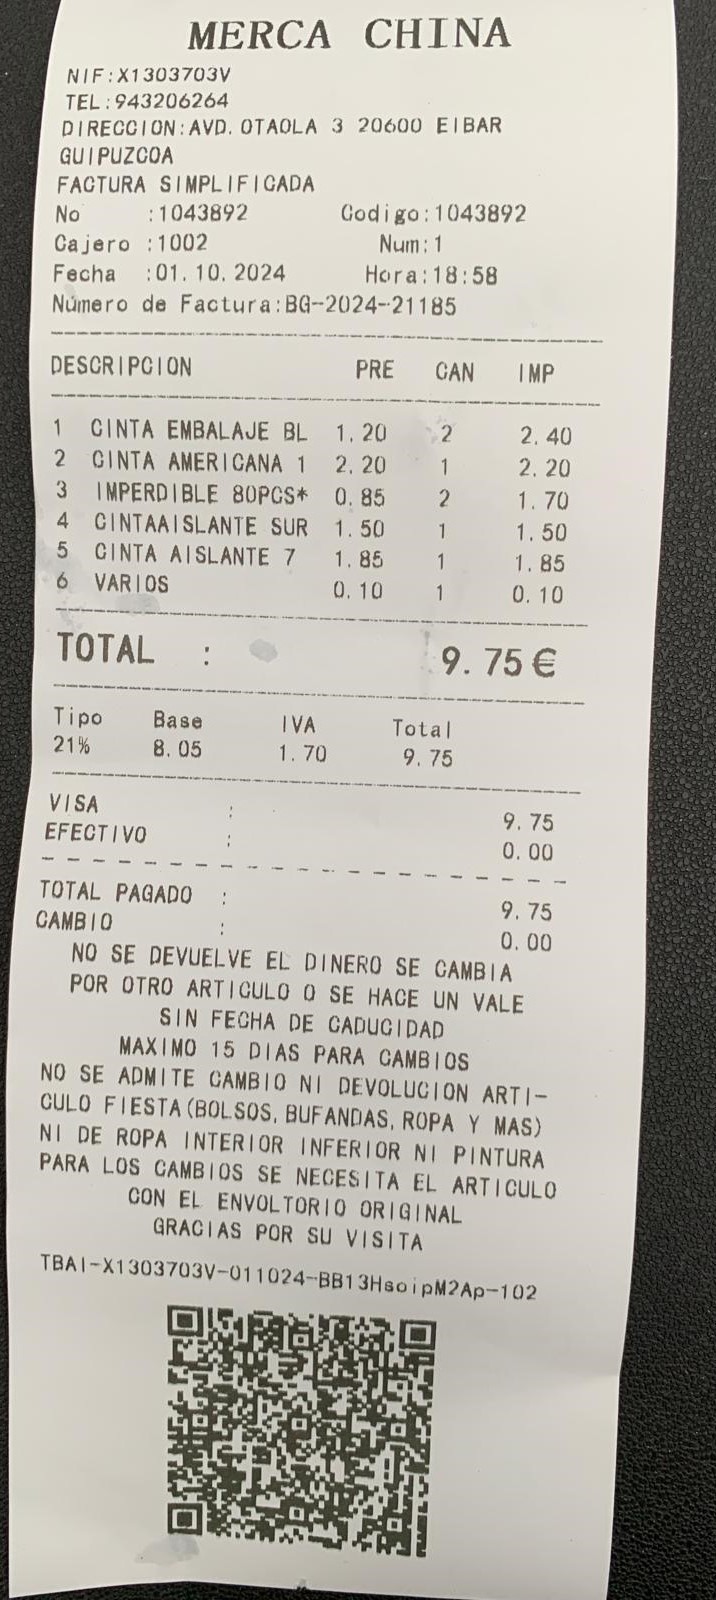 MERCA CHINA
NIF:X1303703V
TEL:943206264
DIRECCION:AVD. OTAOLA 3 20600 EIBAR
GUIPUZCOA
FACTURA SIMPLIFICADA
No :1043892 Codigo:1043892
Cajero :1002 Num:1
Fecha :01.10.2024 Hora:18:58
Número de Factura:BG-2024-21185
DESCRIPCION PRE CAN IMP
1 CINTA EMBALAJE BL 1.20 2 2.40
2 CINTA AMERICANA 1 2.20 1 2.20
3 IMPERDIBLE 80PCS* 0.85 2 1.70
4 CINTAAISLANTE SUR 1.50 1 1.50
5 CINTA AISLANTE 7 1.85 1 1.85
6 VARIOS 0.10 1 0.10
TOTAL : 9.75€
Tipo Base IVA Total
21% 8.05 1.70 9.75
VISA : 9.75
EFECTIVO : 0.00
TOTAL PAGADO : 9.75
CAMBIO : 0.00
NO SE DEVUELVE EL DINERO SE CAMBIA
POR OTRO ARTICULO O SE HACE UN VALE
SIN FECHA DE CADUCIDAD
MAXIMO 15 DIAS PARA CAMBIOS
NO SE ADMITE CAMBIO NI DEVOLUCION ARTI-
CULO FIESTA(BOLSOS, BUFANDAS, ROPA Y MAS)
NI DE ROPA INTERIOR INFERIOR NI PINTURA
PARA LOS CAMBIOS SE NECESITA EL ARTICULO
CON EL ENVOLTORIO ORIGINAL
GRACIAS POR SU VISITA
TBAI-X1303703V-011024-BB13HsoipM2Ap-102